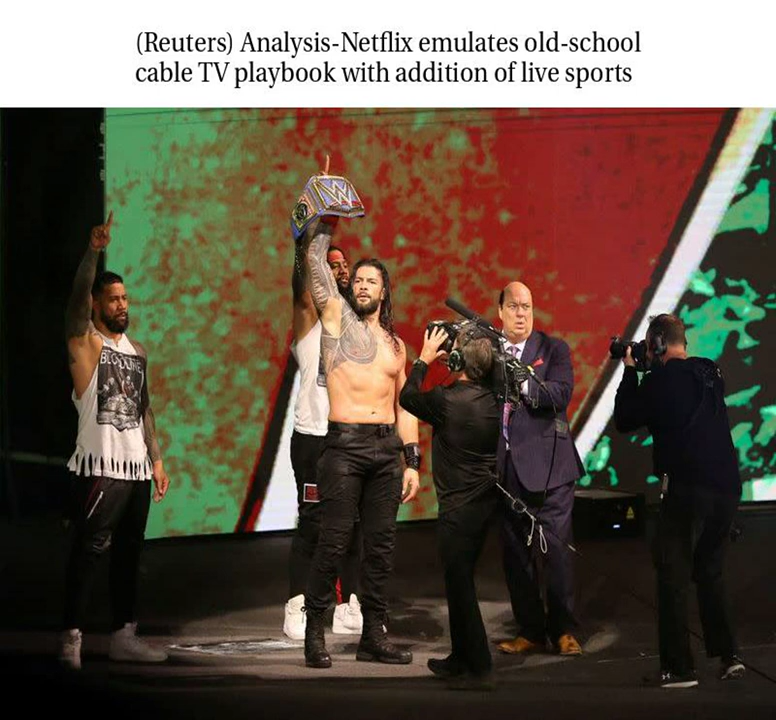 (Reuters) Analysis-Netflix emulates old-school
cable TV playbook with addition of live sports
W
BLOODLINE